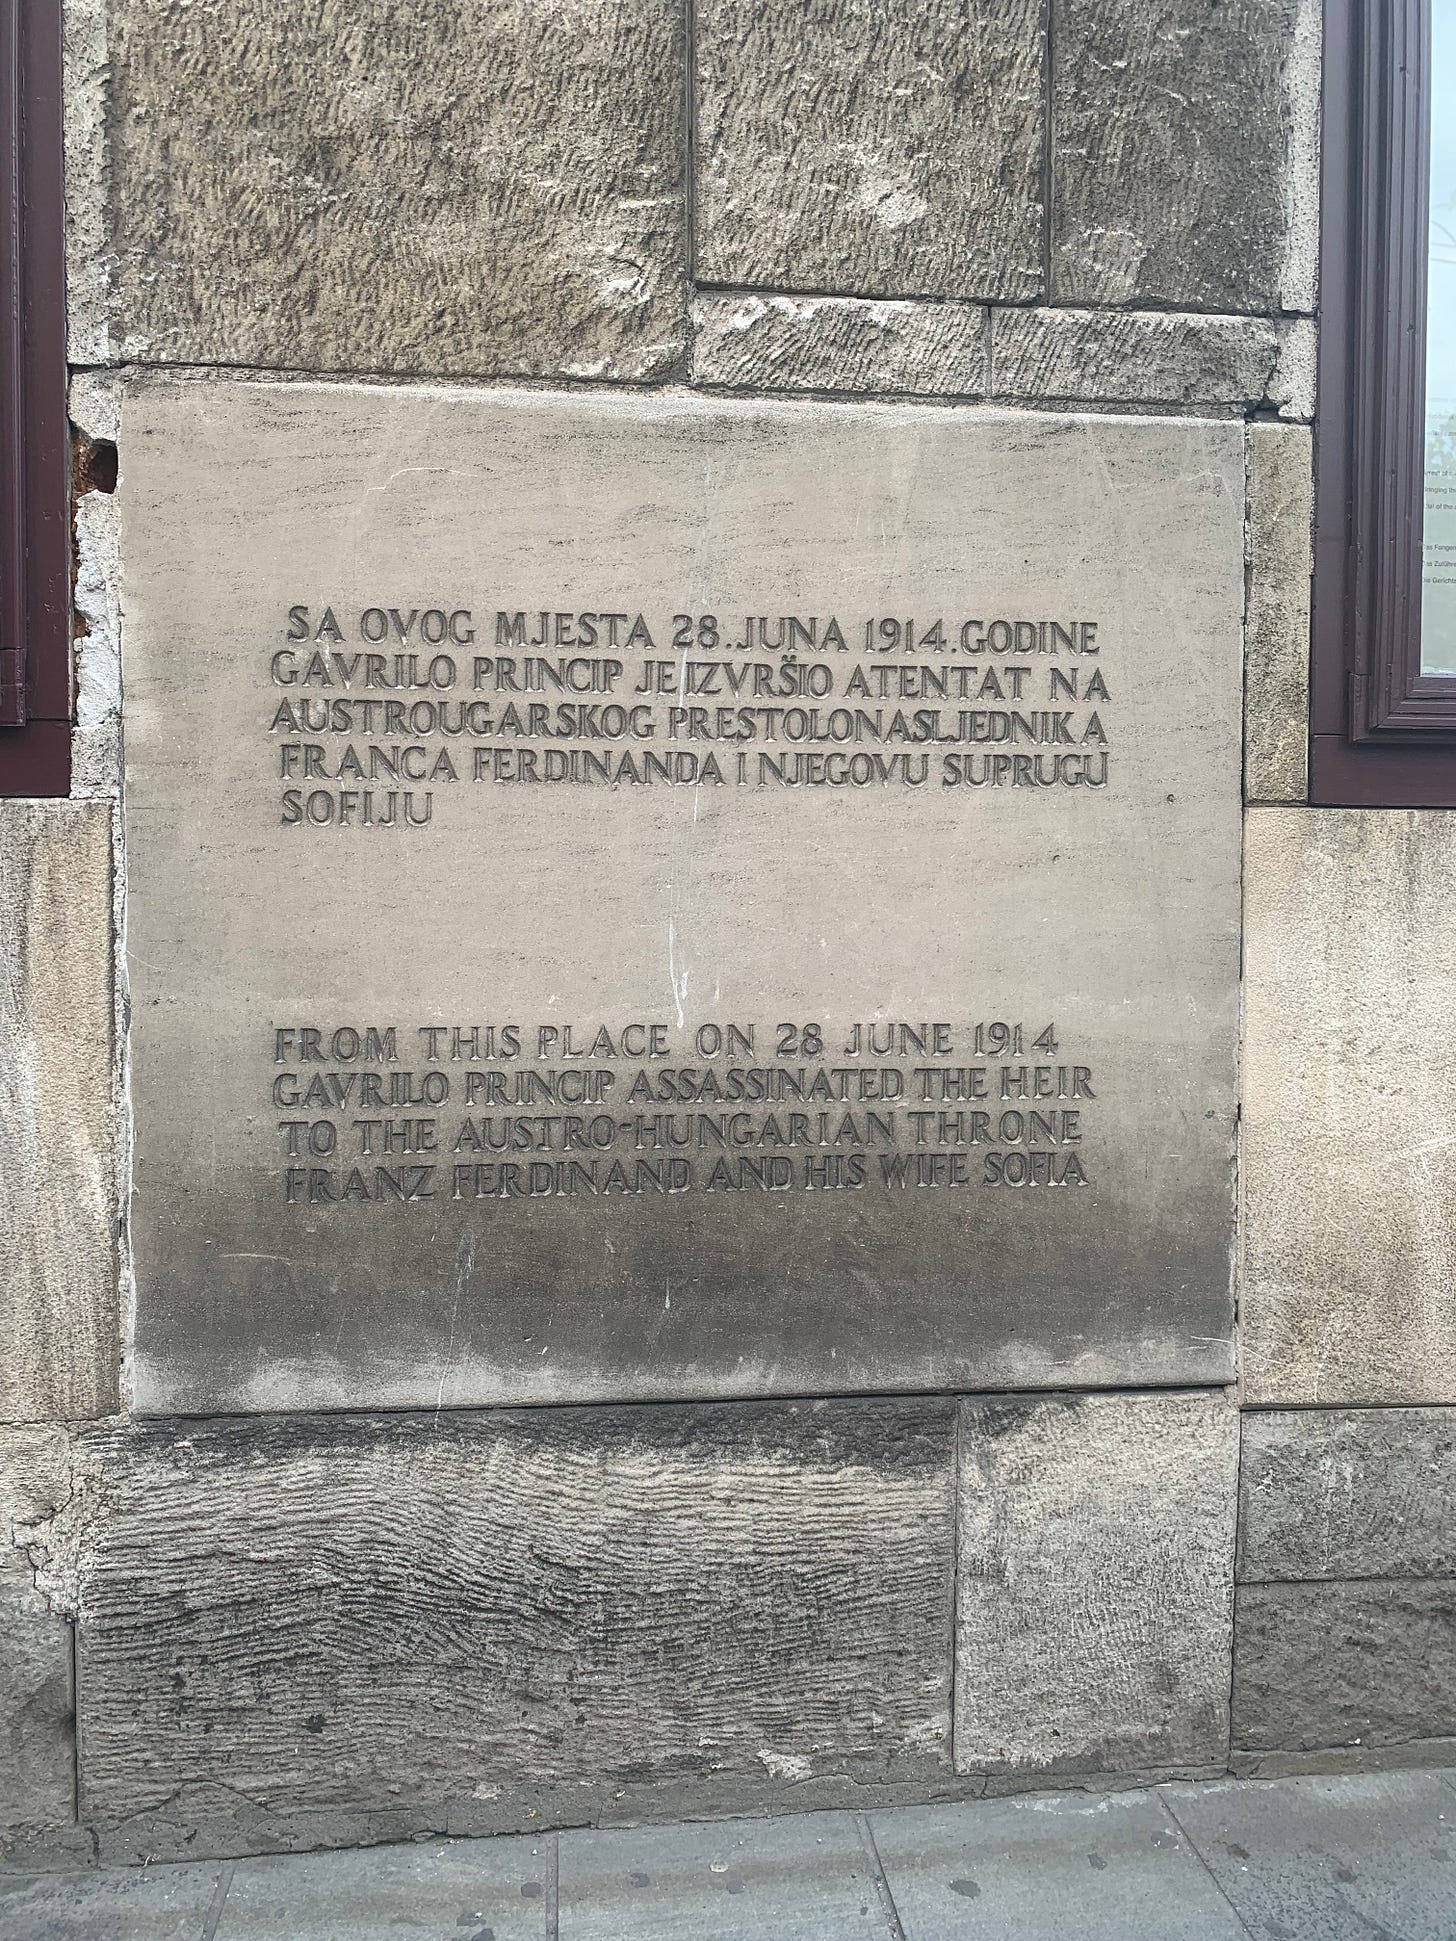 SA OVOG MJESTA 28. JUNA 1914. GODINE
GAVRILO PRINCIP JE IZVRŠIO ATENTAT NA
AUSTROUGARSKOG PRESTOLONASLJEDNIKA
FRANCA FERDINANDA I NJEGOVU SUPRUGU
SOFIJU
FROM THIS PLACE ON 28 JUNE 1914
GAVRILO PRINCIP ASSASSINATED THE HEIR
TO THE AUSTRO-HUNGARIAN THRONE
FRANZ FERDINAND AND HIS WIFE SOFIA